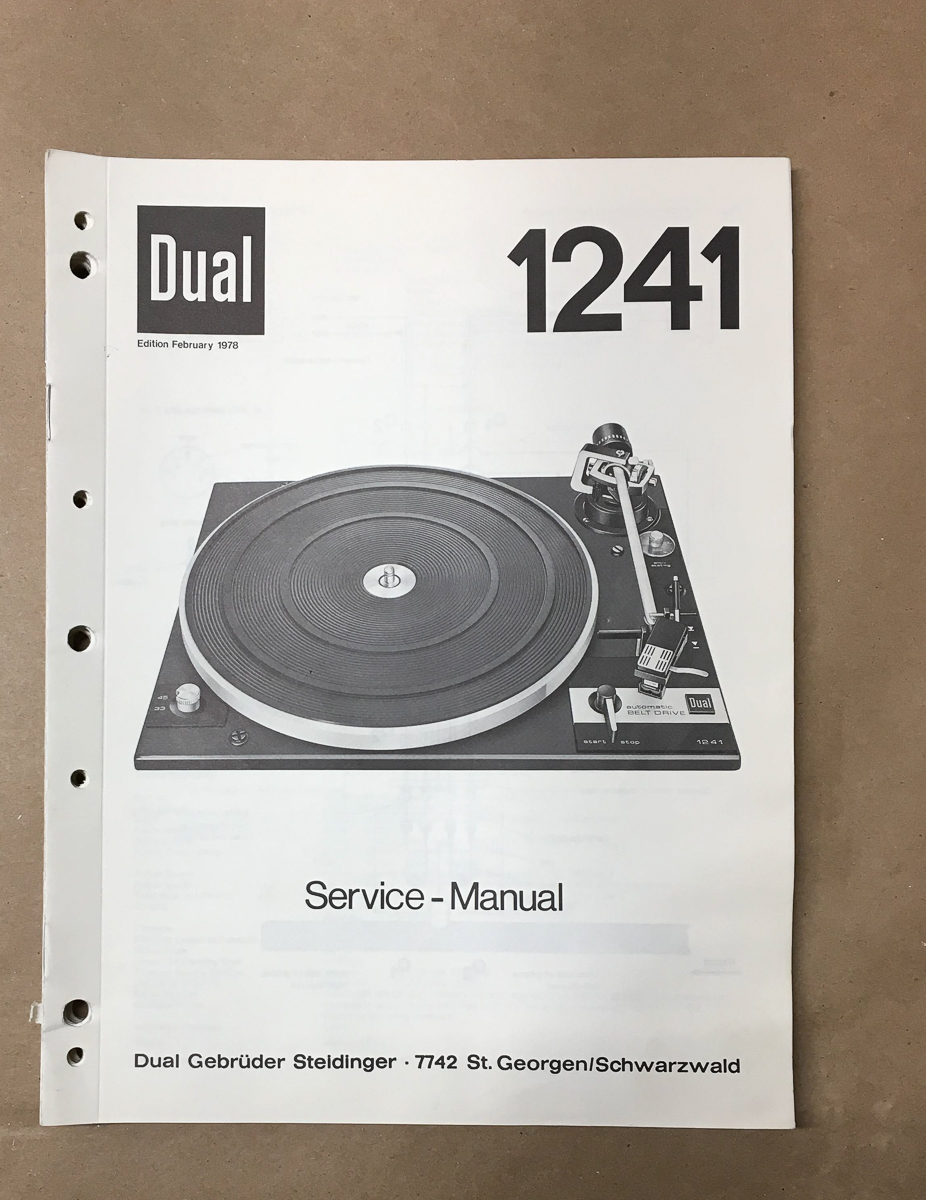 Dual
1241
Edition February 1978
45
33
automatic
BELT DRIVE
Dual
start stop
1241
Service-Manual
Dual Gebrüder Steidinger · 7742 St. Georgen/Schwarzwald